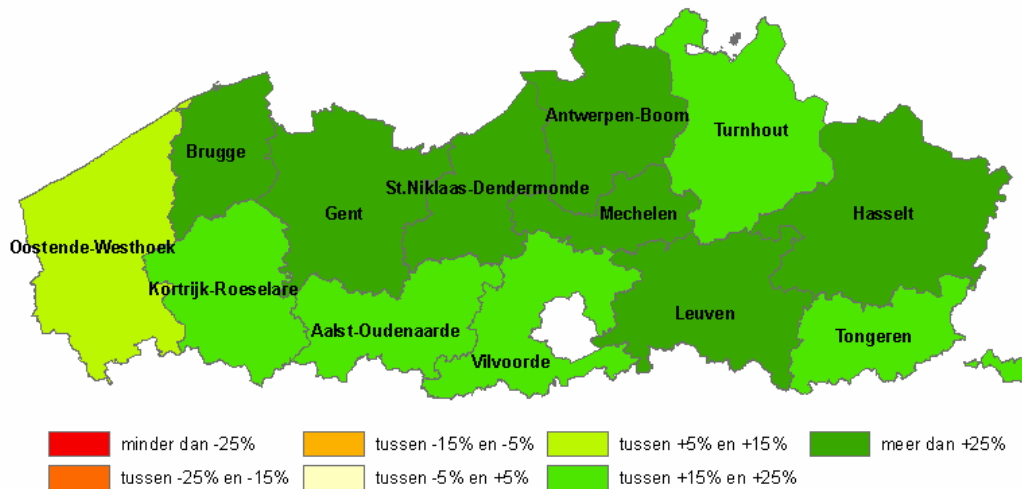 Antwerpen-Boom
Turnhout
Brugge
St.Niklaas-Dendermonde
Gent
Mechelen
Hasselt
Oostende-Westhoek
Kortrijk-Roeselare
Leuven
Aalst-Oudenaarde
Tongeren
Vilvoorde
minder dan -25%
tussen -15% en -5%
tussen +5% en +15%
meer dan +25%
tussen -25% en -15%
tussen -5% en +5%
tussen +15% en +25%